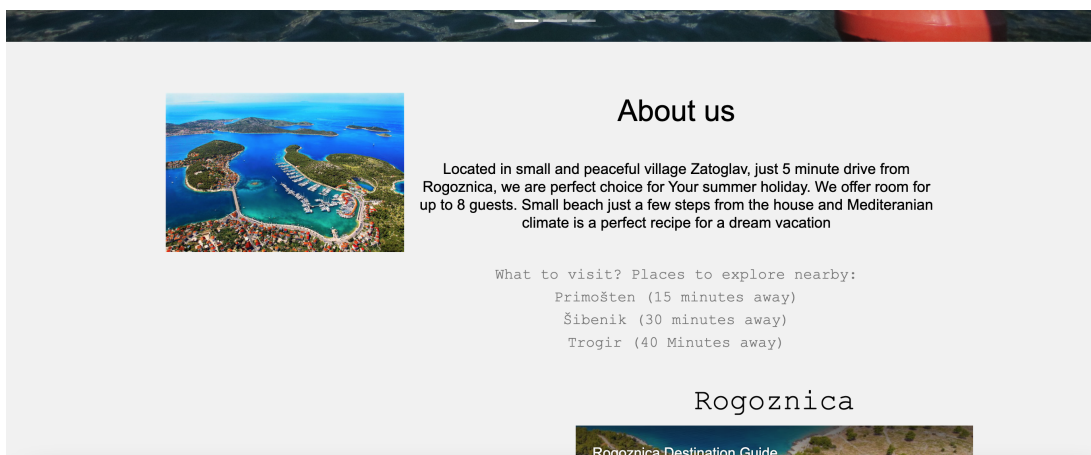 About us
Located in small and peaceful village Zatoglav, just 5 minute drive from
Rogoznica, we are perfect choice for Your summer holiday. We offer room for
up to 8 guests. Small beach just a few steps from the house and Mediteranian
climate is a perfect recipe for a dream vacation
What to visit? Places to explore nearby:
Primošten (15 minutes away)
Šibenik (30 minutes away)
Trogir (40 Minutes away)
Rogoznica
Rogoznica Destination Guide